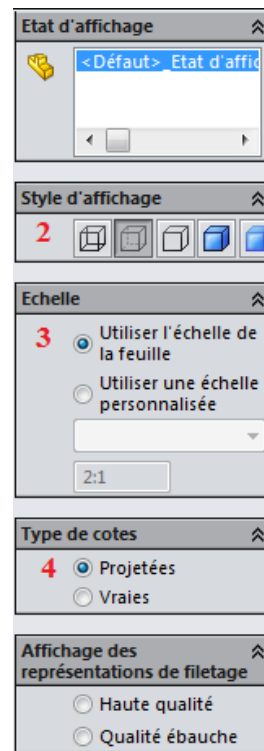 Etat d'affichage
<Défaut>_Etat d'affic
Style d'affichage
2
Echelle
3
Utiliser l'échelle de
la feuille
Utiliser une échelle
personnalisée
2:1
Type de cotes
4
Projetées
Vraies
Affichage des
représentations de filetage
Haute qualité
Qualité ébauche